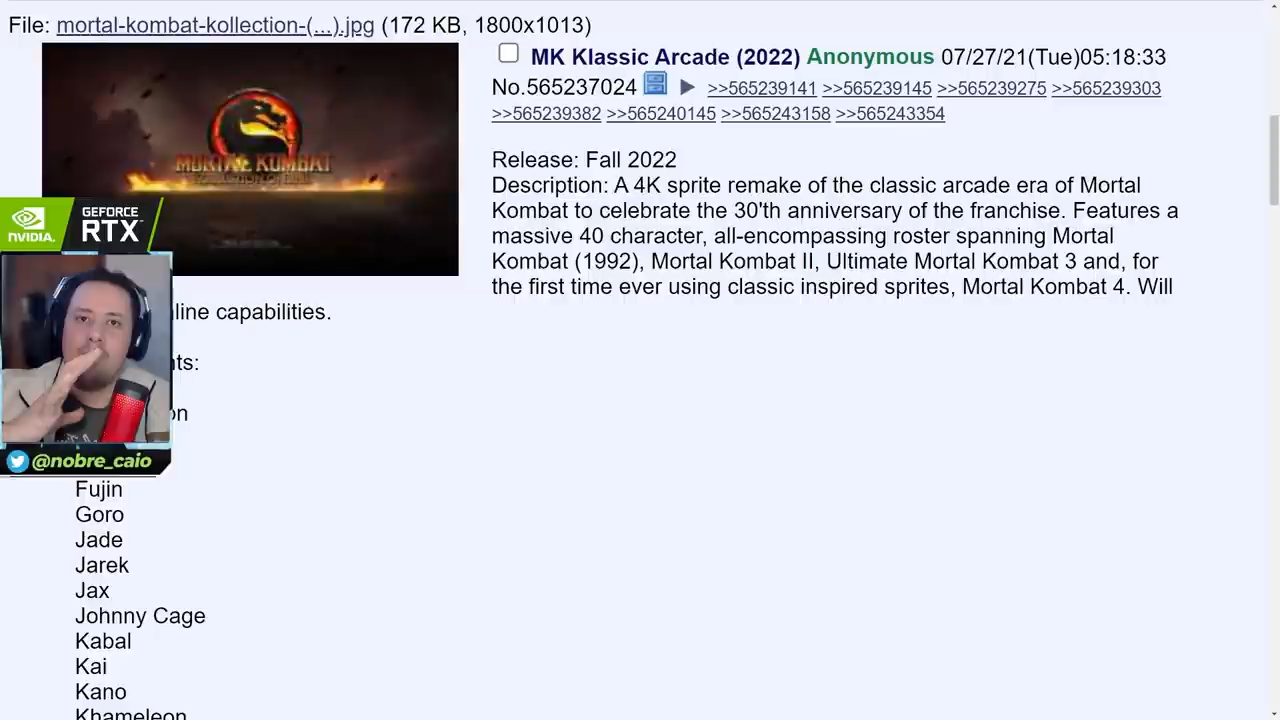 File: mortal-kombat-kollection-(...).jpg (172 KB, 1800x1013)
MK Klassic Arcade (2022) Anonymous 07/27/21(Tue)05:18:33
No.565237024 ▶ >>565239141 >>565239145 >>565239275 >>565239303
>>565239382 >>565240145 >>565243158 >>565243354
MORTAL KOMBAT
Release: Fall 2022
Description: A 4K sprite remake of the classic arcade era of Mortal
Kombat to celebrate the 30'th anniversary of the franchise. Features a
massive 40 character, all-encompassing roster spanning Mortal
Kombat (1992), Mortal Kombat II, Ultimate Mortal Kombat 3 and, for
the first time ever using classic inspired sprites, Mortal Kombat 4. Will
NVIDIA.
GEFORCE
RTX
line capabilities.
nts:
on
@nobre_caio
Fujin
Goro
Jade
Jarek
Jax
Johnny Cage
Kabal
Kai
Kano
Khameleon